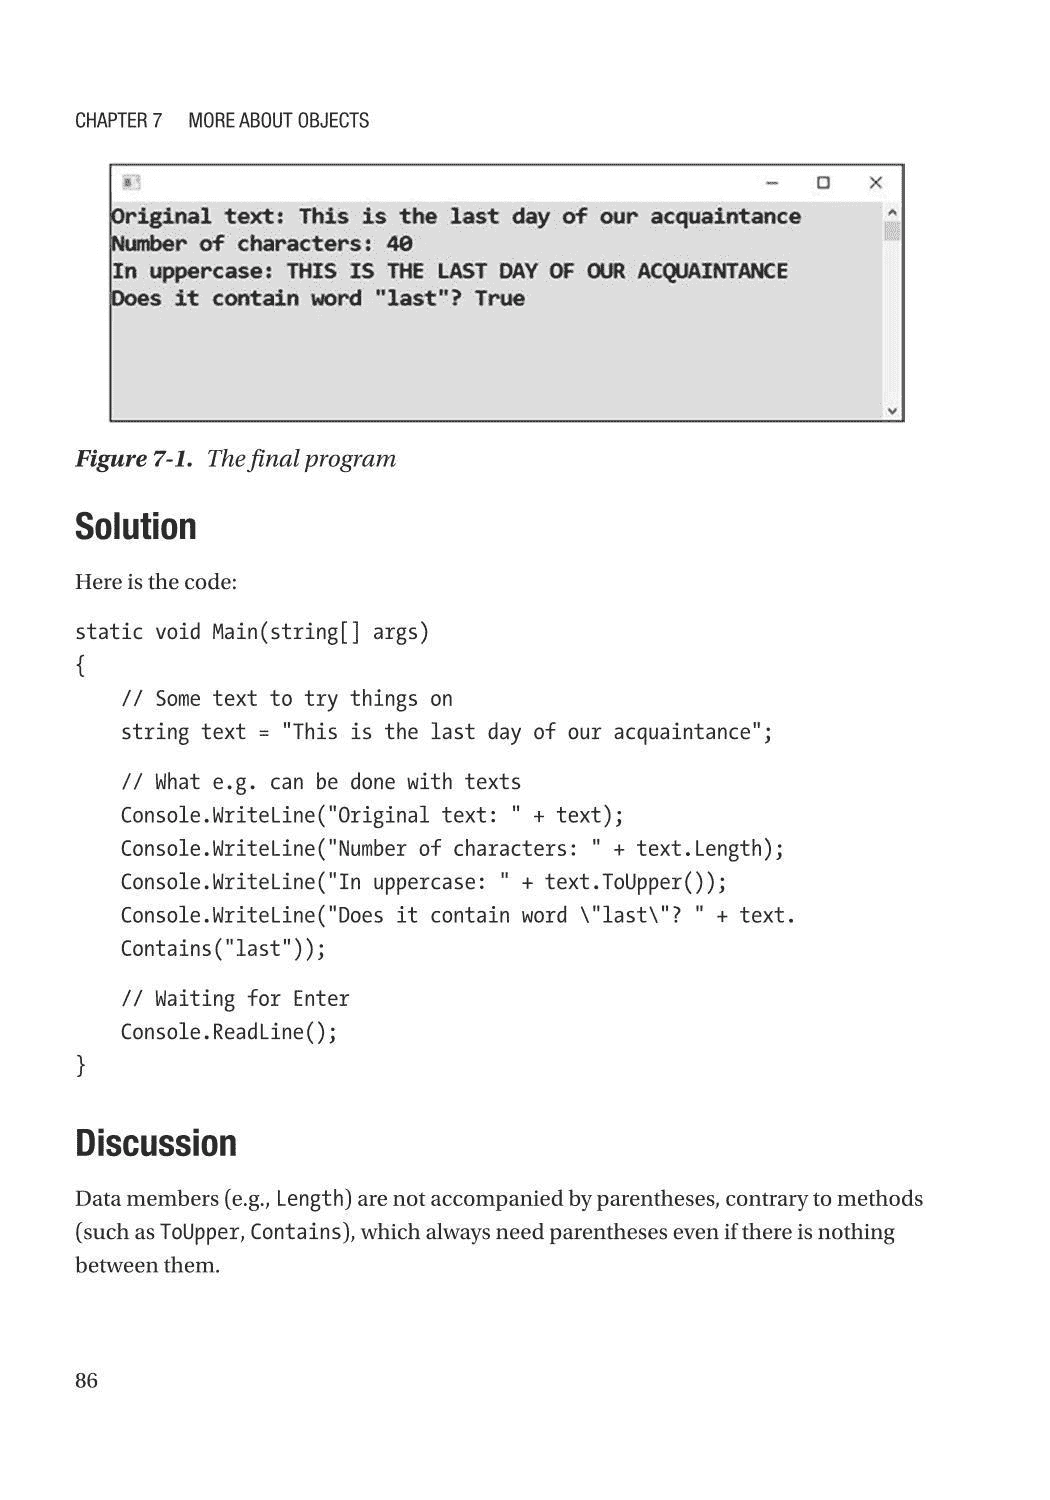 CHAPTER 7 MORE ABOUT OBJECTS
Original text: This is the last day of our acquaintance
Number of characters: 40
In uppercase: THIS IS THE LAST DAY OF OUR ACQUAINTANCE
Does it contain word "last"? True
Figure 7-1. The final program
Solution
Here is the code:
static void Main(string[] args)
{
// Some text to try things on
string text = "This is the last day of our acquaintance";
// What e.g. can be done with texts
Console.WriteLine("Original text: " + text);
Console.WriteLine("Number of characters: " + text.Length);
Console.WriteLine("In uppercase: " + text.ToUpper());
Console.WriteLine("Does it contain word \"last\"? " + text.
Contains("last"));
// Waiting for Enter
Console.ReadLine();
}
Discussion
Data members (e.g., Length) are not accompanied by parentheses, contrary to methods
(such as ToUpper, Contains), which always need parentheses even if there is nothing
between them.
86